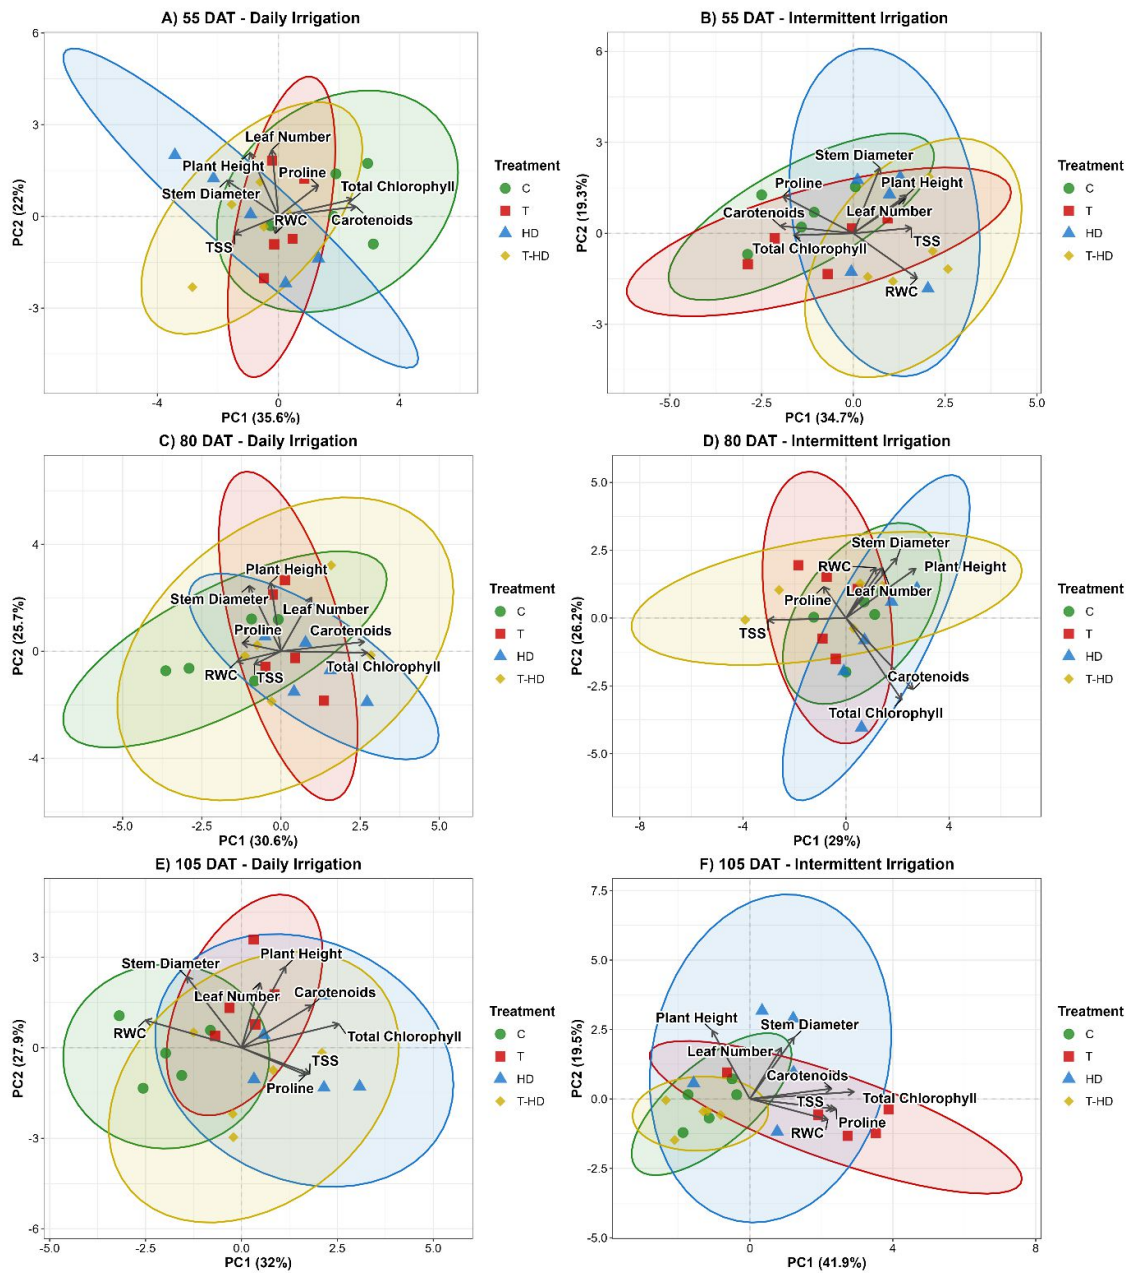 A) 55 DAT - Daily Irrigation
6
3
0
-3
PC2 (22%)
Leaf Number
Plant Height
Proline
Stem Diameter
Total Chlorophyll
RWC
Carotenoids
TSS
-4
0
4
PC1 (35.6%)
Treatment
C
T
HD
T-HD
B) 55 DAT - Intermittent Irrigation
6
3
0
-3
PC2 (19.3%)
Stem Diameter
Proline
Plant Height
Carotenoids
Leaf Number
Total Chlorophyll
TSS
RWC
-5.0
-2.5
0
2.5
5.0
PC1 (34.7%)
Treatment
C
T
HD
T-HD
C) 80 DAT - Daily Irrigation
4
0
-4
PC2 (25.7%)
Plant Height
Stem Diameter
Leaf Number
Proline
Carotenoids
RWC
TSS
Total Chlorophyll
-5.0
-2.5
0.0
2.5
5.0
PC1 (30.6%)
Treatment
C
T
HD
T-HD
D) 80 DAT - Intermittent Irrigation
5.0
2.5
0.0
-2.5
-5.0
PC2 (26.2%)
Stem Diameter
RWC
Plant Height
Proline
Leaf Number
TSS
Carotenoids
Total Chlorophyll
-8
-4
0
4
PC1 (29%)
Treatment
C
T
HD
T-HD
E) 105 DAT - Daily Irrigation
3
0
-3
-6
PC2 (27.9%)
Stem Diameter
Plant Height
Leaf Number
Carotenoids
RWC
Total Chlorophyll
TSS
Proline
-5.0
-2.5
0.0
2.5
5.0
PC1 (32%)
Treatment
C
T
HD
T-HD
F) 105 DAT - Intermittent Irrigation
7.5
5.0
2.5
0.0
-2.5
-5.0
PC2 (19.5%)
Plant Height
Stem Diameter
Leaf Number
Carotenoids
TSS
Total Chlorophyll
RWC
Proline
0
4
8
PC1 (41.9%)
Treatment
C
T
HD
T-HD